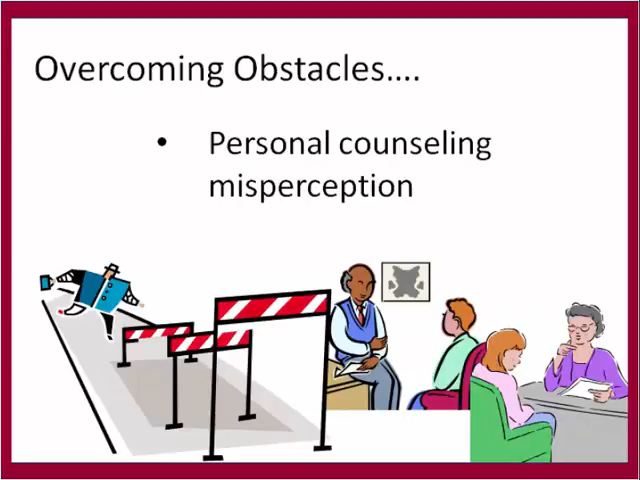 Overcoming Obstacles....
• Personal counseling
misperception